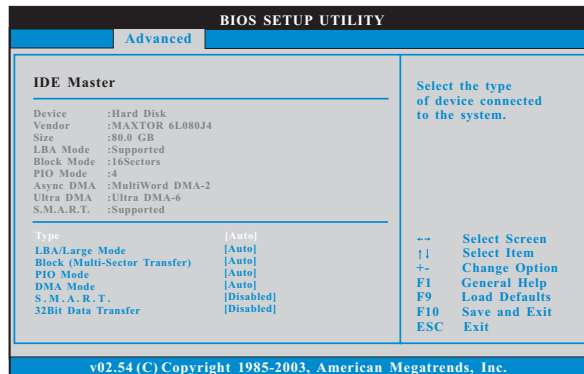 BIOS SETUP UTILITY
Advanced
IDE Master
Device :Hard Disk
Vendor :MAXTOR 6L080J4
Size :80.0 GB
LBA Mode :Supported
Block Mode :16Sectors
PIO Mode :4
Async DMA :MultiWord DMA-2
Ultra DMA :Ultra DMA-6
S.M.A.R.T. :Supported
Type [Auto]
LBA/Large Mode [Auto]
Block (Multi-Sector Transfer) [Auto]
PIO Mode [Auto]
DMA Mode [Auto]
S.M.A.R.T. [Disabled]
32Bit Data Transfer [Disabled]
Select the type
of device connected
to the system.
←→ Select Screen
↑↓ Select Item
+- Change Option
F1 General Help
F9 Load Defaults
F10 Save and Exit
ESC Exit
v02.54 (C) Copyright 1985-2003, American Megatrends, Inc.